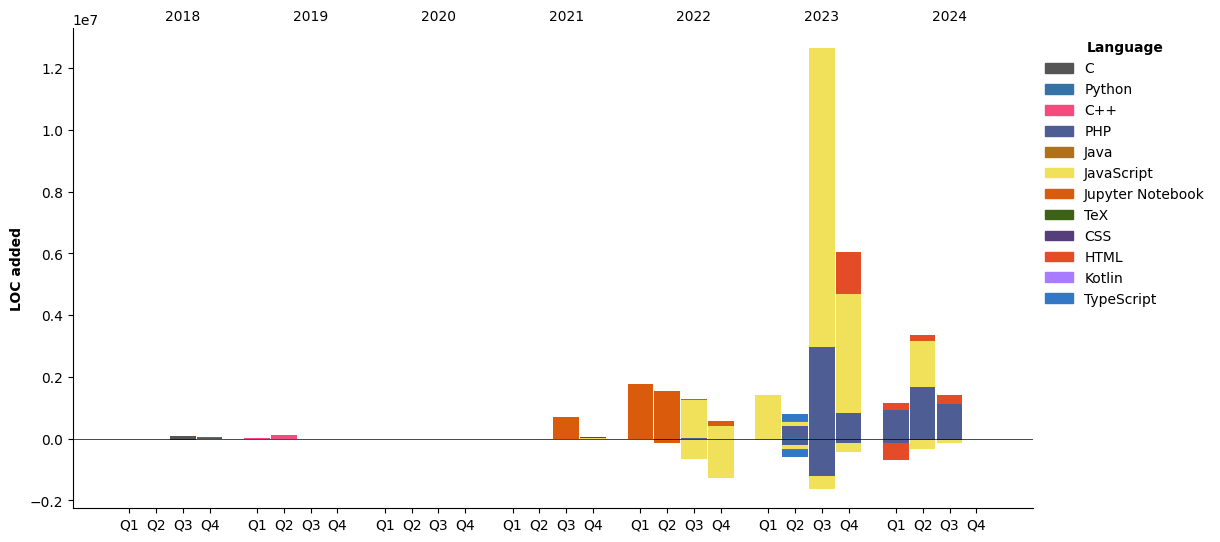 1e7
2018 2019 2020 2021 2022 2023 2024
LOC added
1.2
1.0
0.8
0.6
0.4
0.2
0.0
−0.2
Q1 Q2 Q3 Q4 Q1 Q2 Q3 Q4 Q1 Q2 Q3 Q4 Q1 Q2 Q3 Q4 Q1 Q2 Q3 Q4 Q1 Q2 Q3 Q4 Q1 Q2 Q3 Q4
Language
C
Python
C++
PHP
Java
JavaScript
Jupyter Notebook
TeX
CSS
HTML
Kotlin
TypeScript